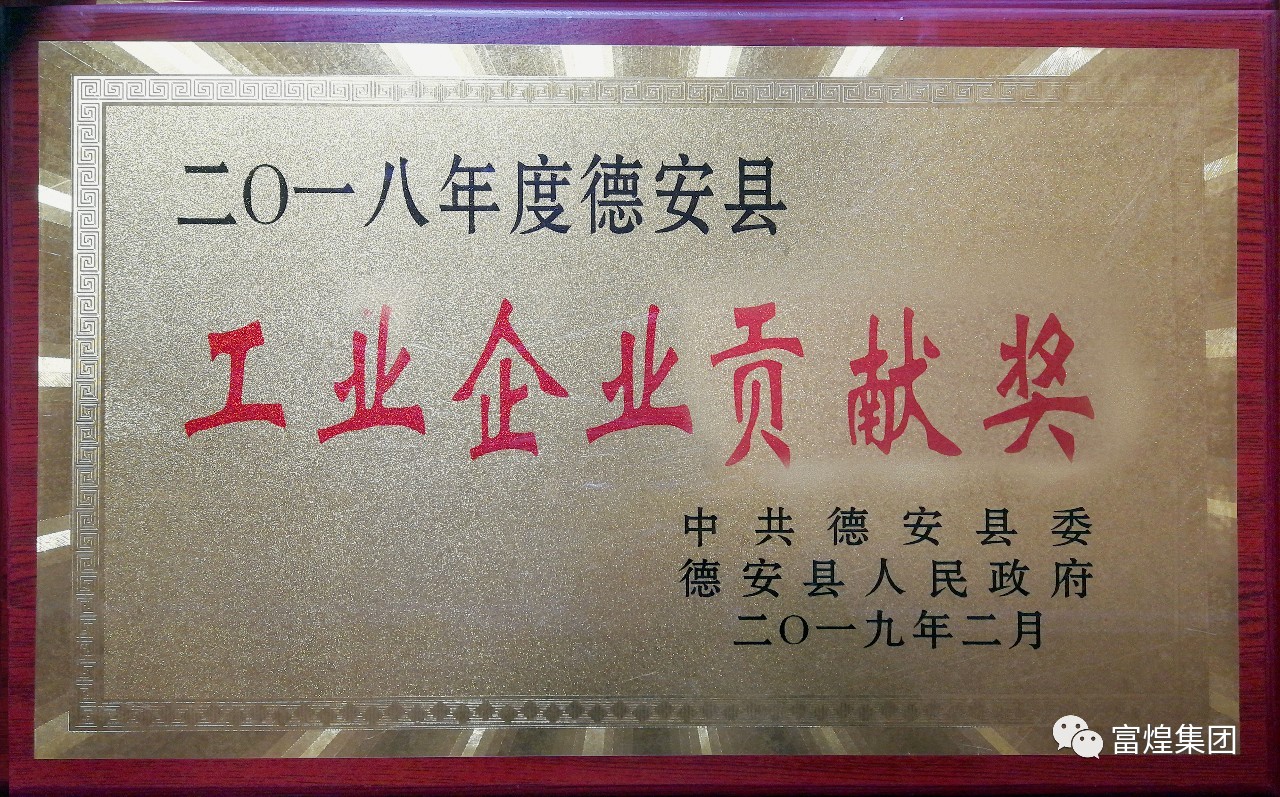 二〇一八年度德安县
工业企业贡献奖
中共德安县委
德安县人民政府
二〇一九年二月
富煌集团